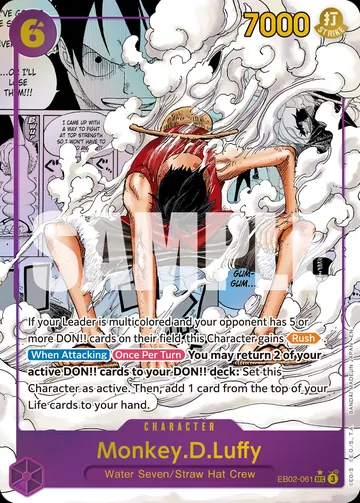 6
7000
打
STRIKE
...OR I'LL
LOSE
THEM!!!
I CAME UP
WITH A WAY
TO FIGHT
AT TOP STRENGTH
SO I WON'T HAVE
TO
SAMPLE
GUM-
GUM...
If your Leader is multicolored and your opponent has 5 or
more DON!! cards on their field, this Character gains Rush.
When Attacking Once Per Turn You may return 2 of your
active DON!! cards to your DON!! deck: Set this
Character as active. Then, add 1 card from the top of your
Life cards to your hand.
CHARACTER
Monkey.D.Luffy
Water Seven/Straw Hat Crew
EB02-061 SEC 3